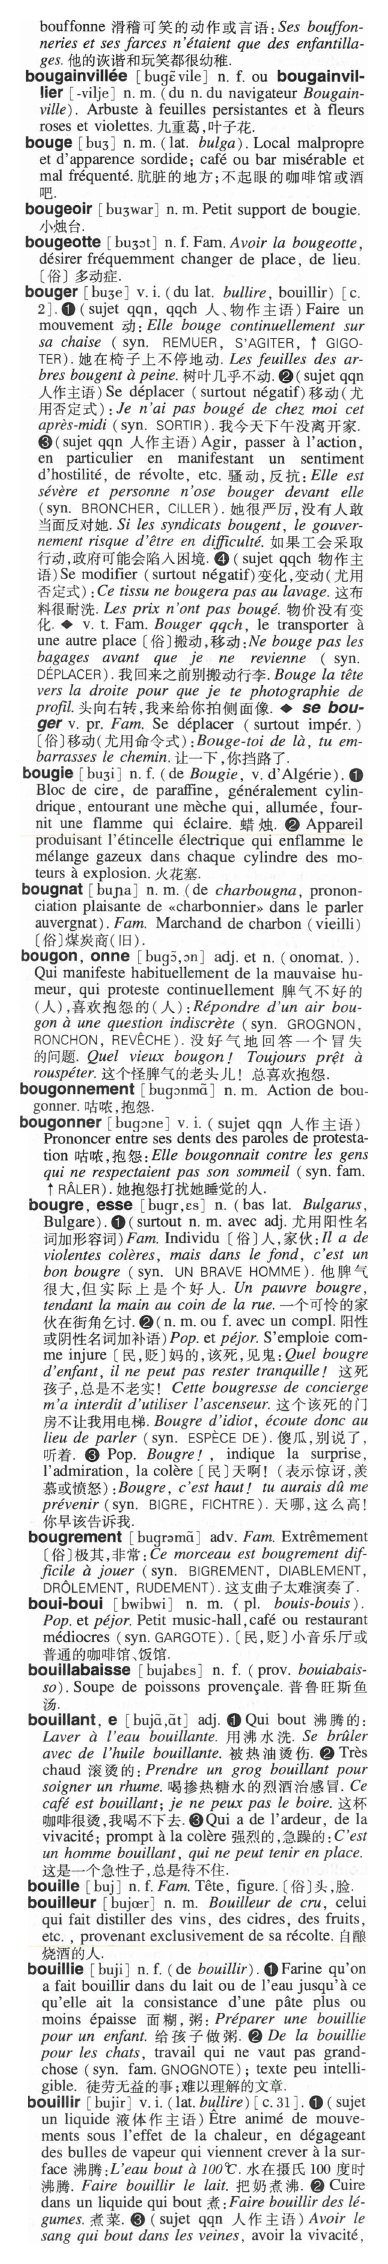 bouffonne 滑稽可笑的动作或言语:Ses bouffon-
neries et ses farces n'étaient que des enfantilla-
ges. 他的诙谐和玩笑都很幼稚.
bougainvillée [bugɛ̃vile] n. f. ou bougainvil-
lier [-vilje] n. m. (du n. du navigateur Bougain-
ville). Arbuste à feuilles persistantes et à fleurs
roses et violettes. 九重葛,叶子花.
bouge [buʒ] n. m. (lat. bulga). Local malpropre
et d'apparence sordide; café ou bar misérable et
mal fréquenté. 肮脏的地方;不起眼的咖啡馆或酒
吧.
bougeoir [buʒwar] n. m. Petit support de bougie.
小烛台.
bougeotte [buʒɔt] n. f. Fam. Avoir la bougeotte,
désirer fréquemment changer de place, de lieu.
〔俗〕多动症.
bouger [buʒe] v. i. (du lat. bullire, bouillir) [c.
2]. ❶ (sujet qqn, qqch 人、物作主语) Faire un
mouvement 动: Elle bouge continuellement sur
sa chaise (syn. REMUER, S'AGITER, ↑ GIGO-
TER). 她在椅子上不停地动. Les feuilles des ar-
bres bougent à peine. 树叶几乎不动. ❷ (sujet qqn
人作主语) Se déplacer (surtout négatif) 移动(尤
用否定式): Je n'ai pas bougé de chez moi cet
après-midi (syn. SORTIR). 我今天下午没离开家.
❸ (sujet qqn 人作主语) Agir, passer à l'action,
en particulier en manifestant un sentiment
d'hostilité, de révolte, etc. 骚动,反抗: Elle est
sévère et personne n'ose bouger devant elle
(syn. BRONCHER, CILLER). 她很严厉,没有人敢
当面反对她. Si les syndicats bougent, le gouver-
nement risque d'être en difficulté. 如果工会采取
行动,政府可能会陷入困境. ❹ (sujet qqch 物作主
语) Se modifier (surtout négatif) 变化,变动(尤用
否定式): Ce tissu ne bougera pas au lavage. 这布
料很耐洗. Les prix n'ont pas bougé. 物价没有变
化. ◆ v. t. Fam. Bouger qqch, le transporter à
une autre place〔俗〕搬动,移动: Ne bouge pas les
bagages avant que je ne revienne (syn.
DÉPLACER). 我回来之前别搬动行李. Bouge la tête
vers la droite pour que je te photographie de
profil. 头向右转,我来给你拍侧面像. ◆ se bou-
ger v. pr. Fam. Se déplacer (surtout impér.)
〔俗〕移动(尤用命令式): Bouge-toi de là, tu em-
barrasses le chemin. 让一下,你挡路了.
bougie [buʒi] n. f. (de Bougie, v. d'Algérie). ❶
Bloc de cire, de paraffine, généralement cylin-
drique, entourant une mèche qui, allumée, four-
nit une flamme qui éclaire. 蜡烛. ❷ Appareil
produisant l'étincelle électrique qui enflamme le
mélange gazeux dans chaque cylindre des mo-
teurs à explosion. 火花塞.
bougnat [buɲa] n. m. (de charbougna, pronon-
ciation plaisante de «charbonnier» dans le parler
auvergnat). Fam. Marchand de charbon (vieilli)
〔俗〕煤炭商(旧).
bougon, onne [bugɔ̃,ɔn] adj. et n. (onomat.).
Qui manifeste habituellement de la mauvaise hu-
meur, qui proteste continuellement 脾气不好的
(人),喜欢抱怨的(人): Répondre d'un air bou-
gon à une question indiscrète (syn. GROGNON,
RONCHON, REVÊCHE). 没好气地回答一个冒失
的问题. Quel vieux bougon! Toujours prêt à
rouspéter. 这个怪脾气的老头儿! 总喜欢抱怨.
bougonnement [bugɔnmɑ̃] n. m. Action de bou-
gonner. 咕哝,抱怨.
bougonner [bugɔne] v. i. (sujet qqn 人作主语)
Prononcer entre ses dents des paroles de protesta-
tion 咕哝,抱怨: Elle bougonnait contre les gens
qui ne respectaient pas son sommeil (syn. fam.
↑ RÂLER). 她抱怨打扰她睡觉的人.
bougre, esse [bugr,ɛs] n. (bas lat. Bulgarus,
Bulgare). ❶ (surtout n. m. avec adj. 尤用阳性名
词加形容词) Fam. Individu〔俗〕人,家伙: Il a de
violentes colères, mais dans le fond, c'est un
bon bougre (syn. UN BRAVE HOMME). 他脾气
很大,但实际上是个好人. Un pauvre bougre,
tendant la main au coin de la rue. 一个可怜的家
伙在街角乞讨. ❷ (n. m. ou f. avec un compl. 阳性
或阴性名词加补语) Pop. et péjor. S'emploie com-
me injure〔民,贬〕妈的,该死,见鬼: Quel bougre
d'enfant, il ne peut pas rester tranquille! 这死
孩子,总是不老实! Cette bougresse de concierge
m'a interdit d'utiliser l'ascenseur. 这个该死的门
房不让我用电梯. Bougre d'idiot, écoute donc au
lieu de parler (syn. ESPÈCE DE). 傻瓜,别说了,
听着. ❸ Pop. Bougre!, indique la surprise,
l'admiration, la colère〔民〕天啊!(表示惊讶,羡
慕或愤怒): Bougre, c'est haut! tu aurais dû me
prévenir (syn. BIGRE, FICHTRE). 天哪,这么高!
你早该告诉我.
bougrement [bugrəmɑ̃] adv. Fam. Extrêmement
〔俗〕极其,非常: Ce morceau est bougrement dif-
ficile à jouer (syn. BIGREMENT, DIABLEMENT,
DRÔLEMENT, RUDEMENT). 这支曲子太难演奏了.
boui-boui [bwibwi] n. m. (pl. bouis-bouis).
Pop. et péjor. Petit music-hall,café ou restaurant
médiocres (syn. GARGOTE).〔民,贬〕小音乐厅或
普通的咖啡馆、饭馆.
bouillabaisse [bujabɛs] n. f. (prov. bouiabais-
so). Soupe de poissons provençale. 普鲁旺斯鱼
汤.
bouillant, e [bujɑ̃,ɑ̃t] adj. ❶ Qui bout 沸腾的:
Laver à l'eau bouillante. 用沸水洗. Se brûler
avec de l'huile bouillante. 被热油烫伤. ❷ Très
chaud 滚烫的: Prendre un grog bouillant pour
soigner un rhume. 喝掺热糖水的烈酒治感冒. Ce
café est bouillant; je ne peux pas le boire. 这杯
咖啡很烫,我喝不下去. ❸ Qui a de l'ardeur, de la
vivacité; prompt à la colère 强烈的,急躁的: C'est
un homme bouillant, qui ne peut tenir en place.
这是一个急性子,总是待不住.
bouille [buj] n. f. Fam. Tête, figure.〔俗〕头,脸.
bouilleur [bujœr] n. m. Bouilleur de cru, celui
qui fait distiller des vins, des cidres, des fruits,
etc., provenant exclusivement de sa récolte. 自酿
烧酒的人.
bouillie [buji] n. f. (de bouillir). ❶ Farine qu'on
a fait bouillir dans du lait ou de l'eau jusqu'à ce
qu'elle ait la consistance d'une pâte plus ou
moins épaisse 面糊,粥: Préparer une bouillie
pour un enfant. 给孩子做粥. ❷ De la bouillie
pour les chats, travail qui ne vaut pas grand-
chose (syn. fam. GNOGNOTE); texte peu intelli-
gible. 徒劳无益的事;难以理解的文章.
bouillir [bujir] v. i. (lat. bullire) [c. 31]. ❶ (sujet
un liquide 液体作主语) Être animé de mouve-
ments sous l'effet de la chaleur, en dégageant
des bulles de vapeur qui viennent crever à la sur-
face 沸腾: L'eau bout à 100℃. 水在摄氏100度时
沸腾. Faire bouillir le lait. 把奶煮沸. ❷ Cuire
dans un liquide qui bout 煮: Faire bouillir des lé-
gumes. 煮菜. ❸ (sujet qqn 人作主语) Avoir le
sang qui bout dans les veines, avoir la vivacité,